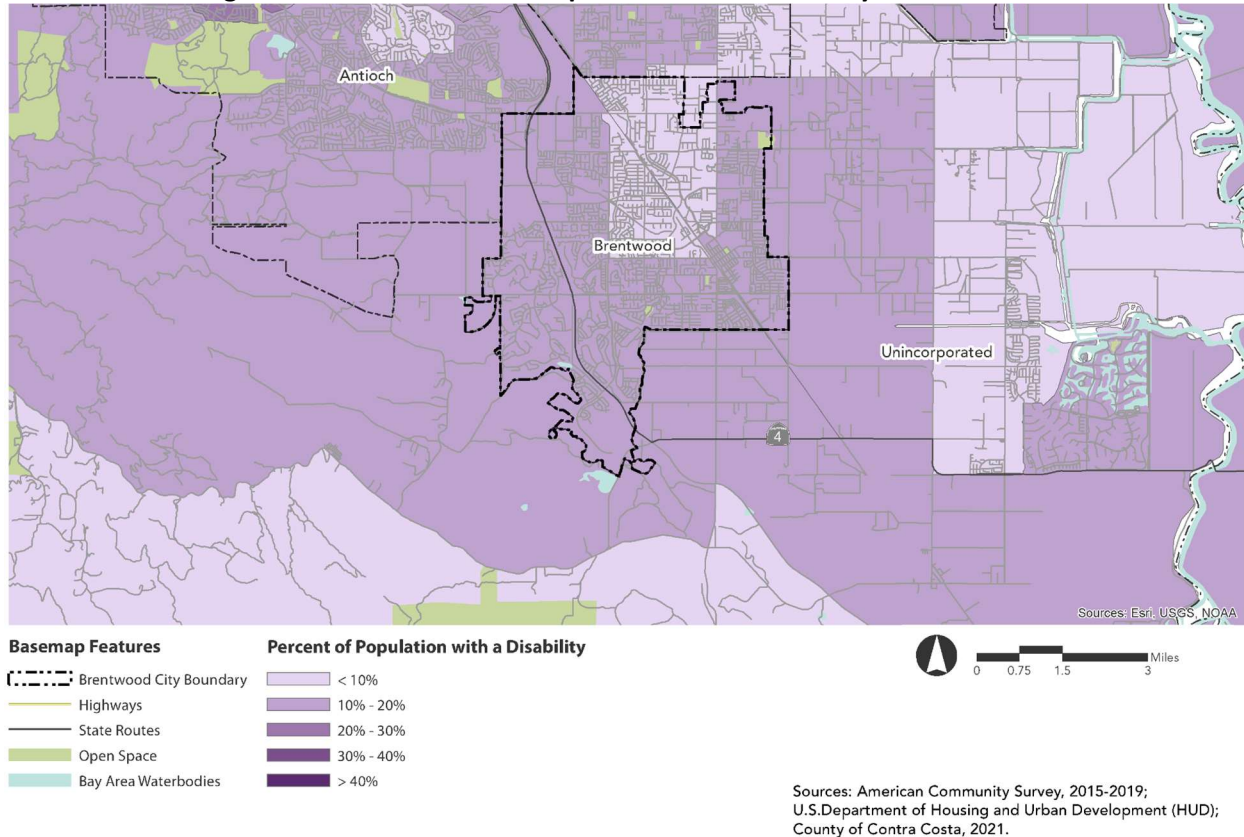 Antioch
Brentwood
Unincorporated
4
Sources: Esri, USGS, NOAA
Basemap Features
Brentwood City Boundary
Highways
State Routes
Open Space
Bay Area Waterbodies
Percent of Population with a Disability
< 10%
10% - 20%
20% - 30%
30% - 40%
> 40%
0 0.75 1.5 3 Miles
Sources: American Community Survey, 2015-2019;
U.S.Department of Housing and Urban Development (HUD);
County of Contra Costa, 2021.